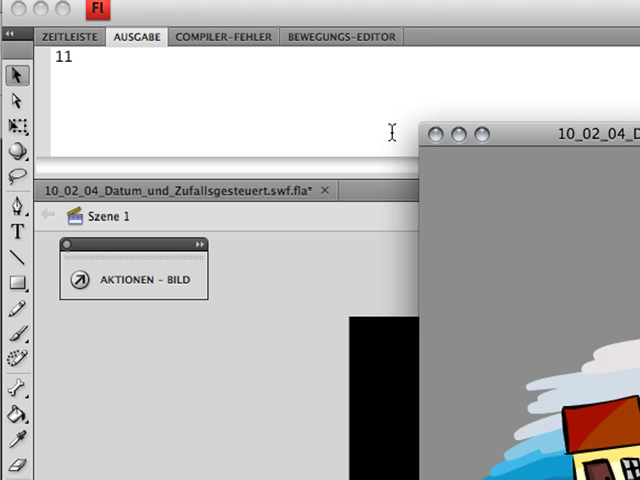 Fl
ZEITLEISTE AUSGABE COMPILER-FEHLER BEWEGUNGS-EDITOR
11
10_02_04_D
10_02_04_Datum_und_Zufallsgesteuert.swf.fla*
Szene 1
AKTIONEN – BILD
T